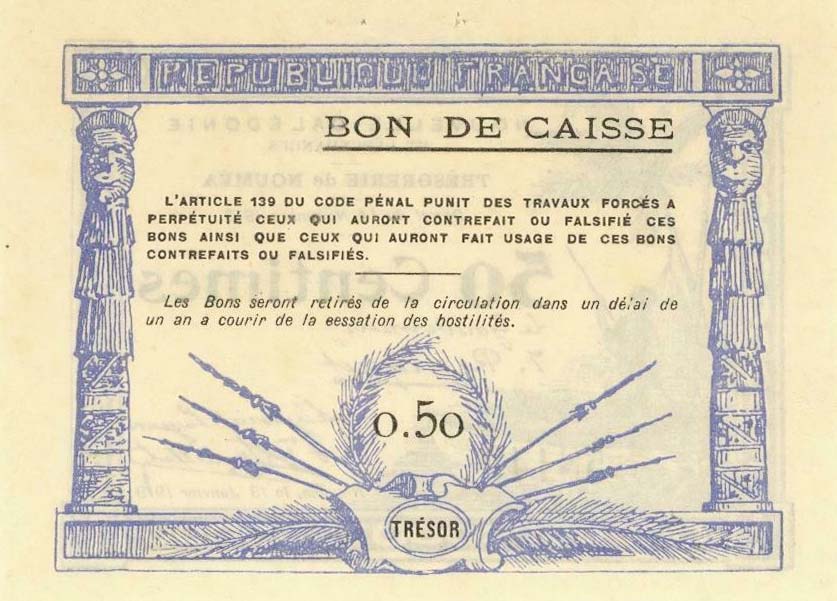 REPUBLIQUE FRANÇAISE
BON DE CAISSE
L'ARTICLE 139 DU CODE PÉNAL PUNIT DES TRAVAUX FORCÉS A
PERPÉTUITÉ CEUX QUI AURONT CONTREFAIT OU FALSIFIÉ CES
BONS AINSI QUE CEUX QUI AURONT FAIT USAGE DE CES BONS
CONTREFAITS OU FALSIFIÉS.
Les Bons seront retirés de la circulation dans un délai de
un an a courir de la eessation des hostilités.
0.50
TRÉSOR